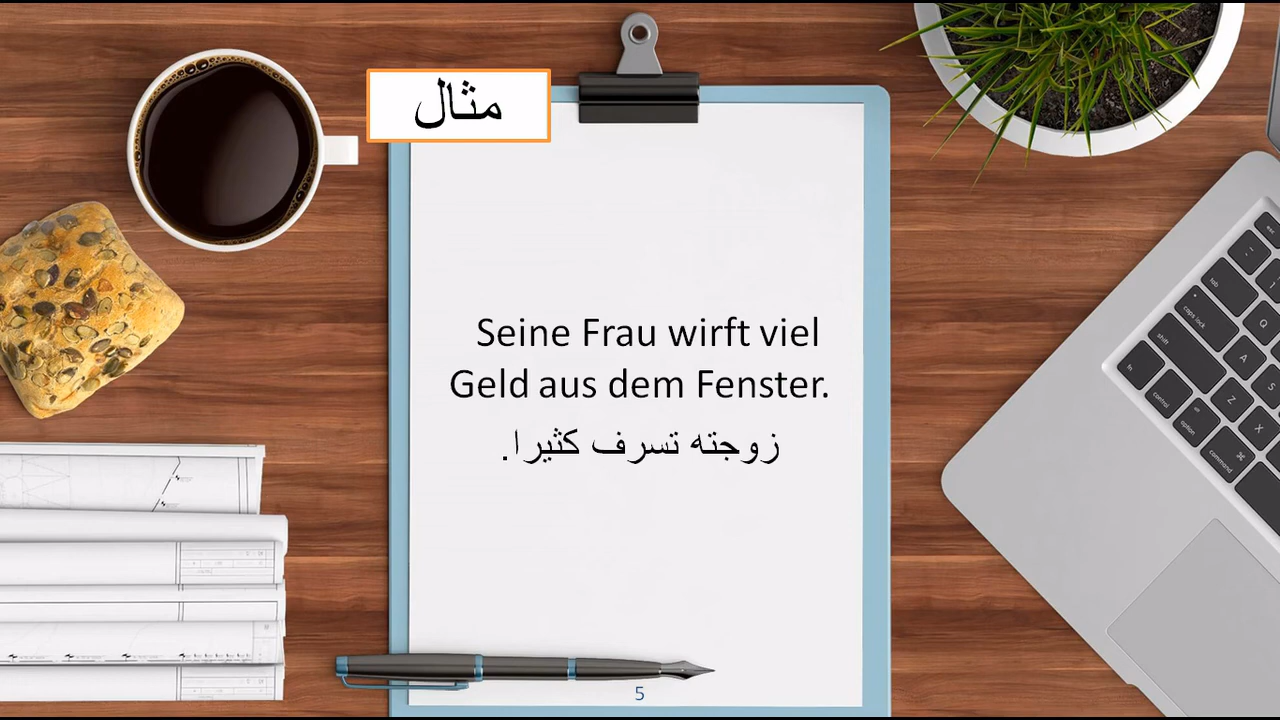 مثال
Seine Frau wirft viel
Geld aus dem Fenster.
زوجته تسرف كثيرا.
5